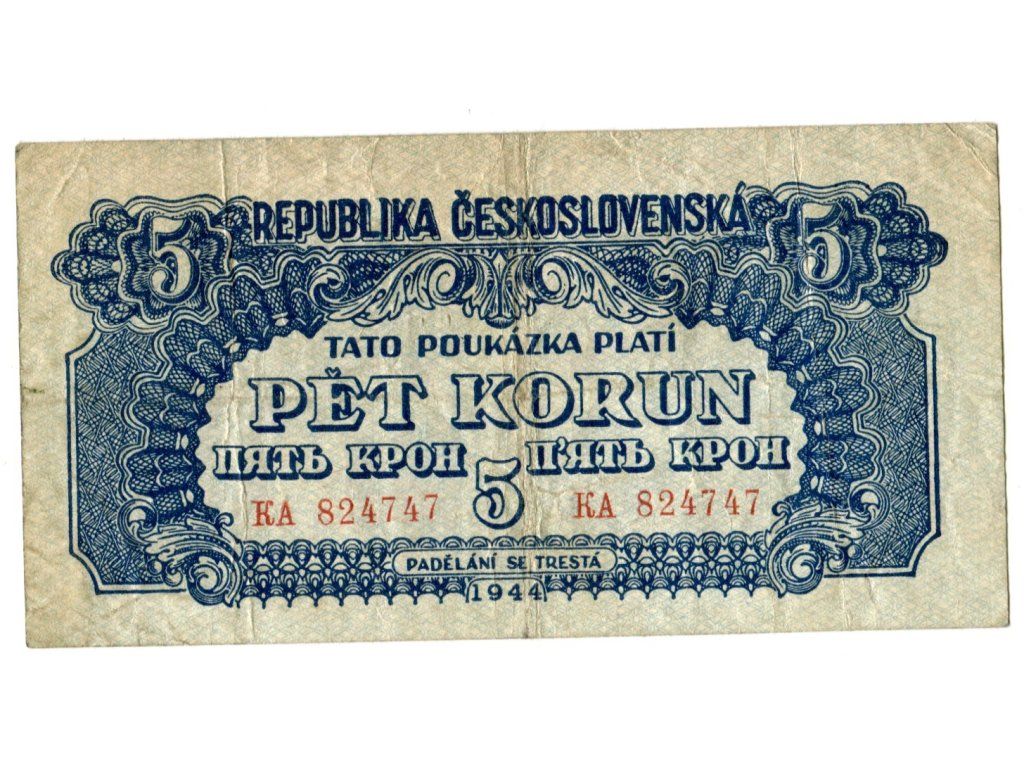 5 REPUBLIKA ČESKOSLOVENSKÁ 5
TATO POUKÁZKA PLATÍ
PĚT KORUN
ПЯТЬ КРОН П'ЯТЬ КРОН
5
КА 824747 КА 824747
PADĚLÁNÍ SE TRESTÁ
1944